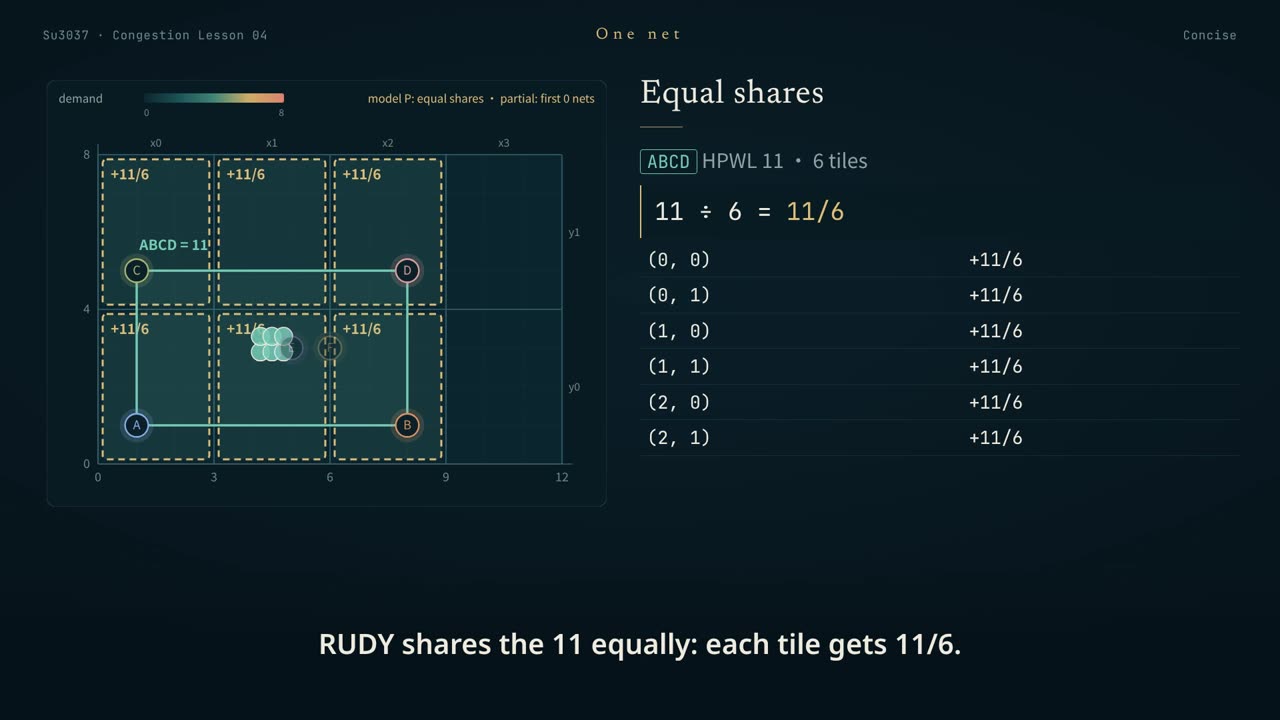 Su3037 · Congestion Lesson 04
One net
Concise
demand
0
8
model P: equal shares • partial: first 0 nets
x0
x1
x2
x3
8
+11/6
+11/6
+11/6
ABCD = 11
y1
C
D
4
+11/6
+11/6
+11/6
y0
A
B
0
0
3
6
9
12
Equal shares
ABCD HPWL 11 • 6 tiles
11 ÷ 6 = 11/6
(0, 0) +11/6
(0, 1) +11/6
(1, 0) +11/6
(1, 1) +11/6
(2, 0) +11/6
(2, 1) +11/6
RUDY shares the 11 equally: each tile gets 11/6.